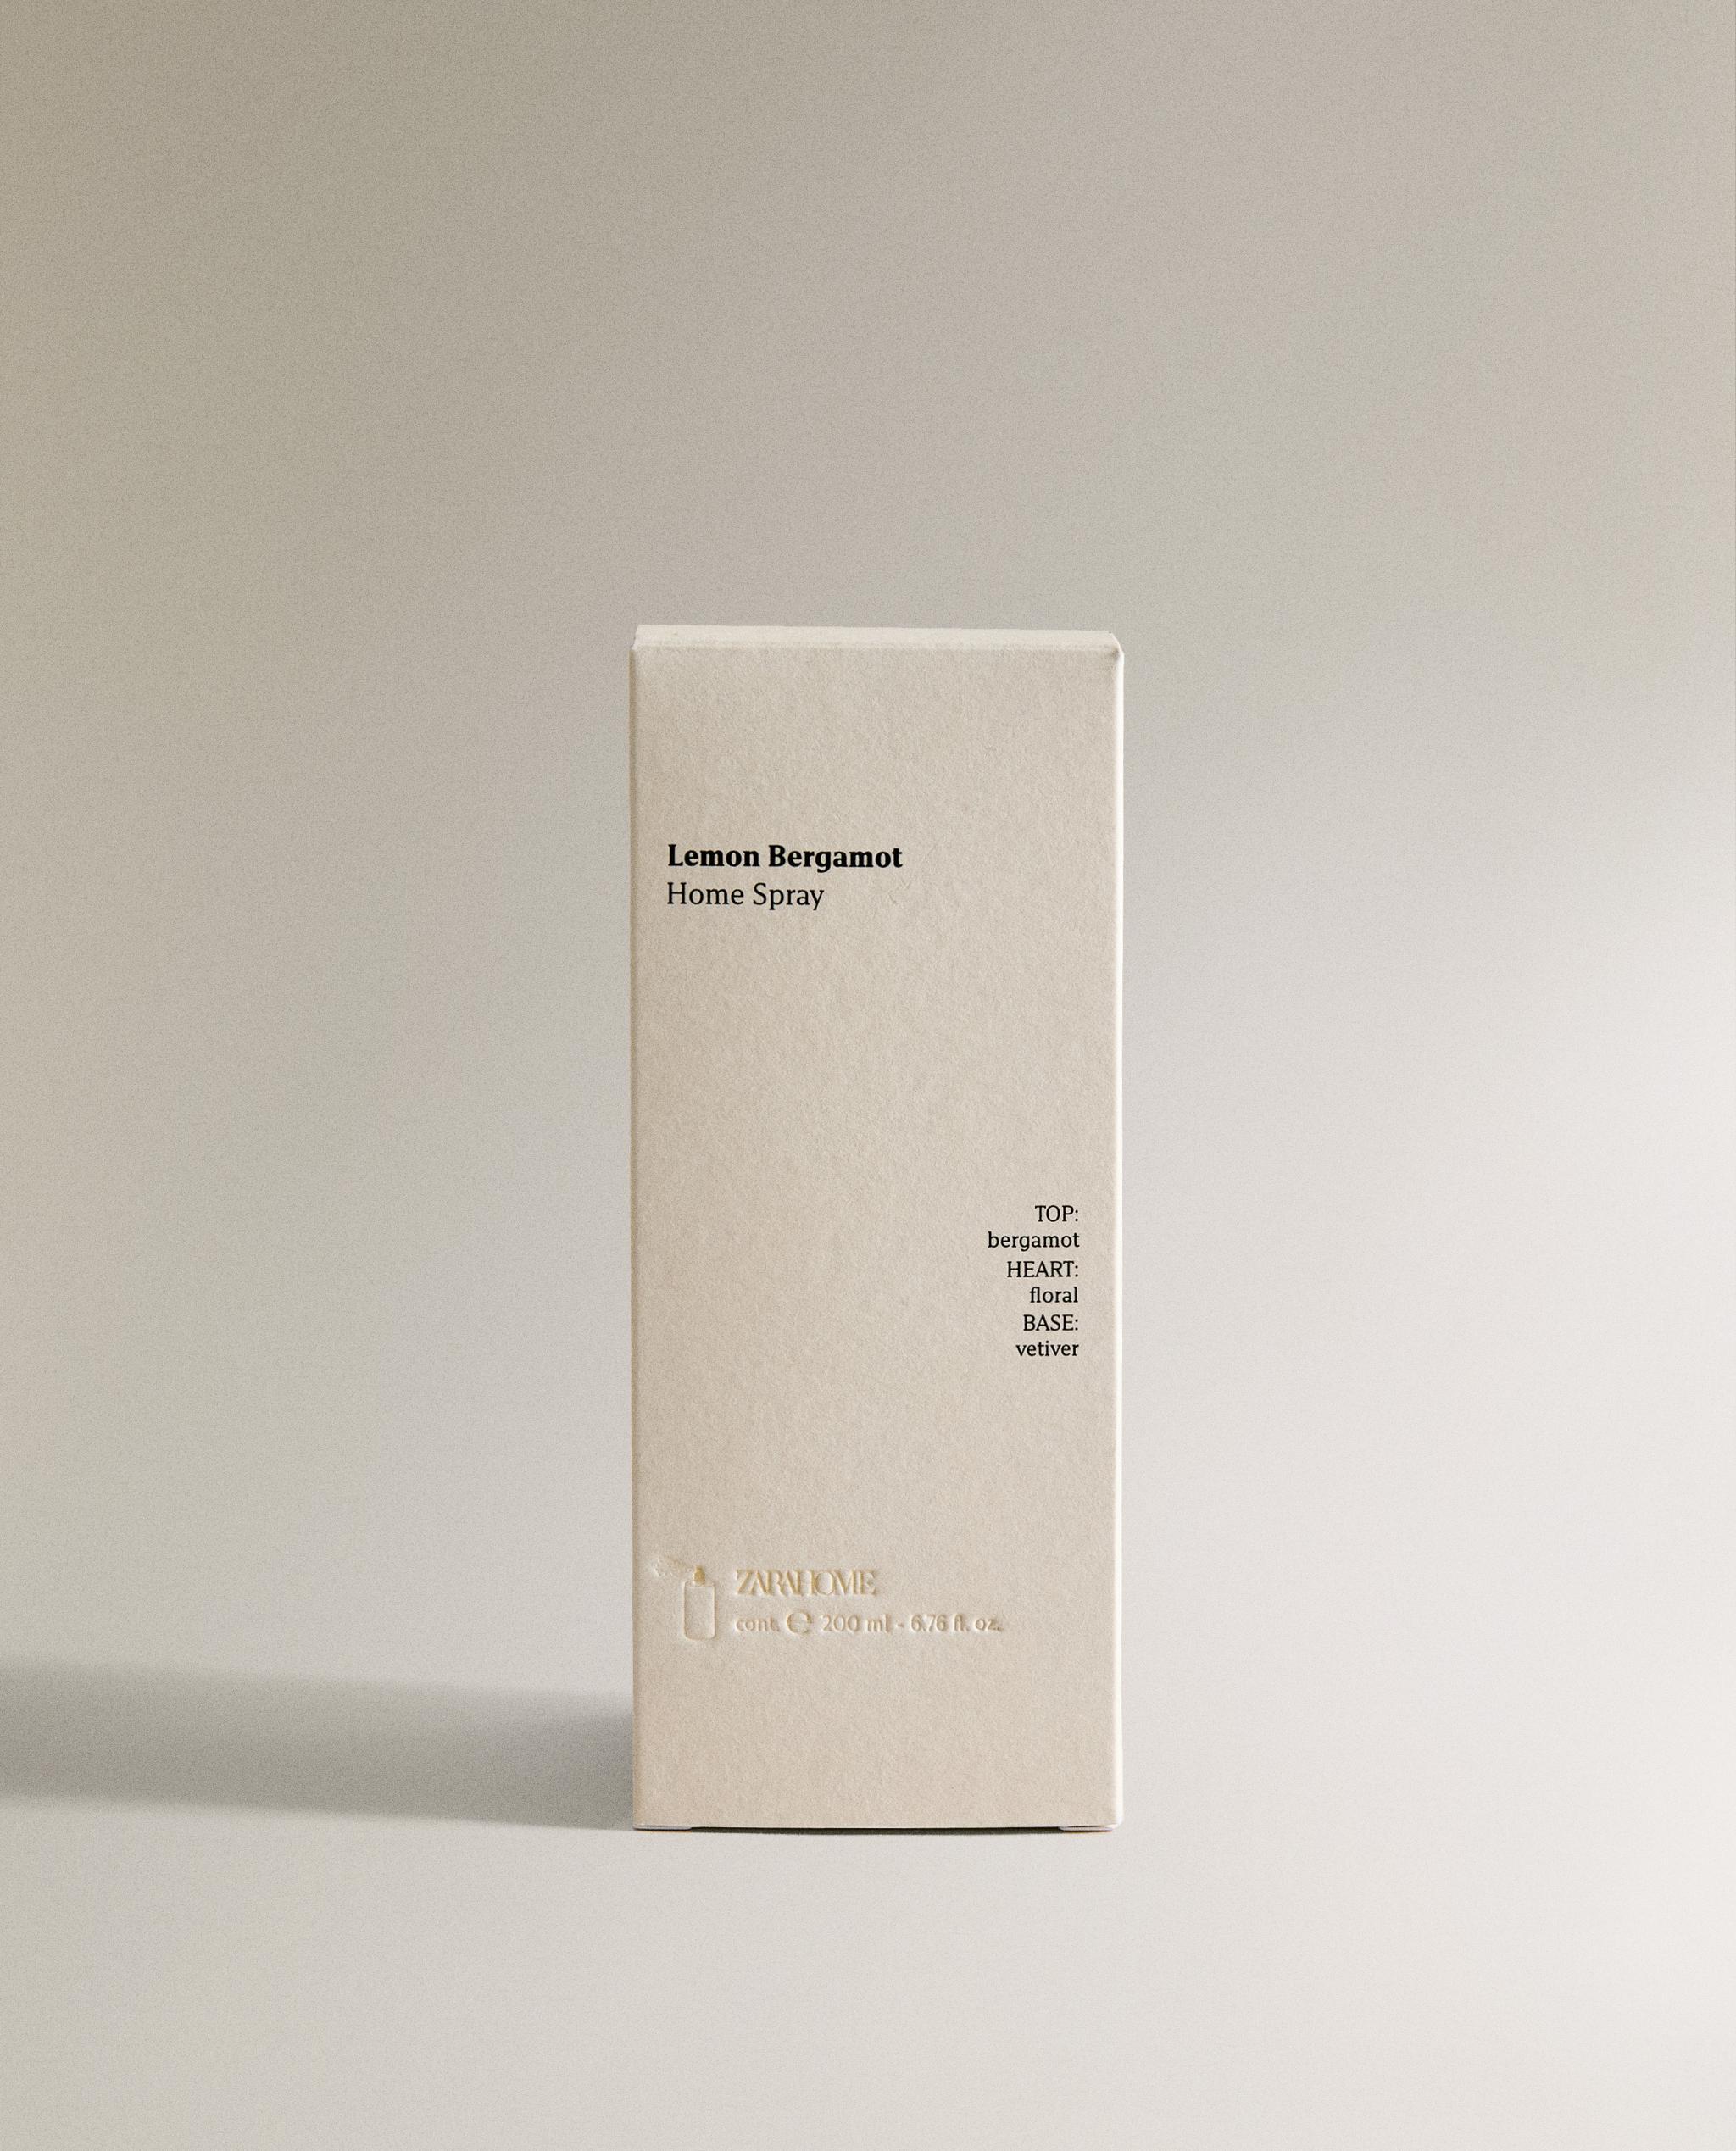 Lemon Bergamot
Home Spray
TOP:
bergamot
HEART:
floral
BASE:
vetiver
ZARAHOME
cont. ℮ 200 ml - 6.76 fl. oz.